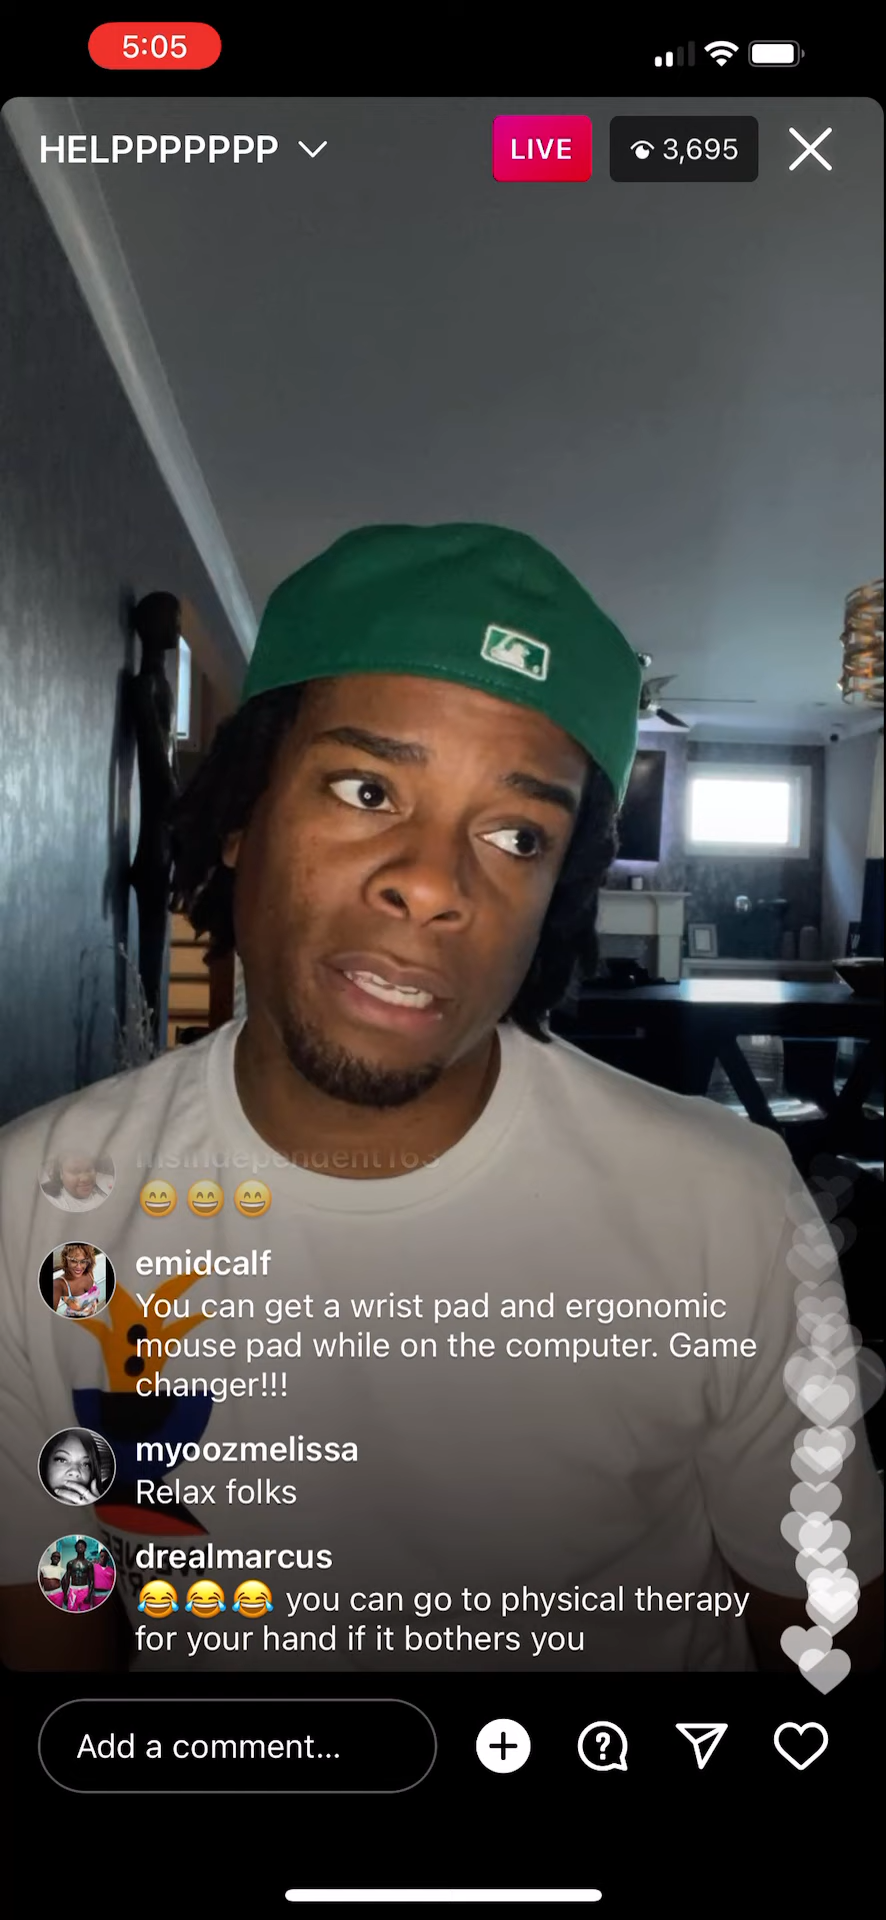 5:05
HELPPPPPPP
LIVE
3,695
msindependent163
😄😄😄
emidcalf
You can get a wrist pad and ergonomic
mouse pad while on the computer. Game
changer!!!
myoozmelissa
Relax folks
drealmarcus
😂😂😂 you can go to physical therapy
for your hand if it bothers you
Add a comment...